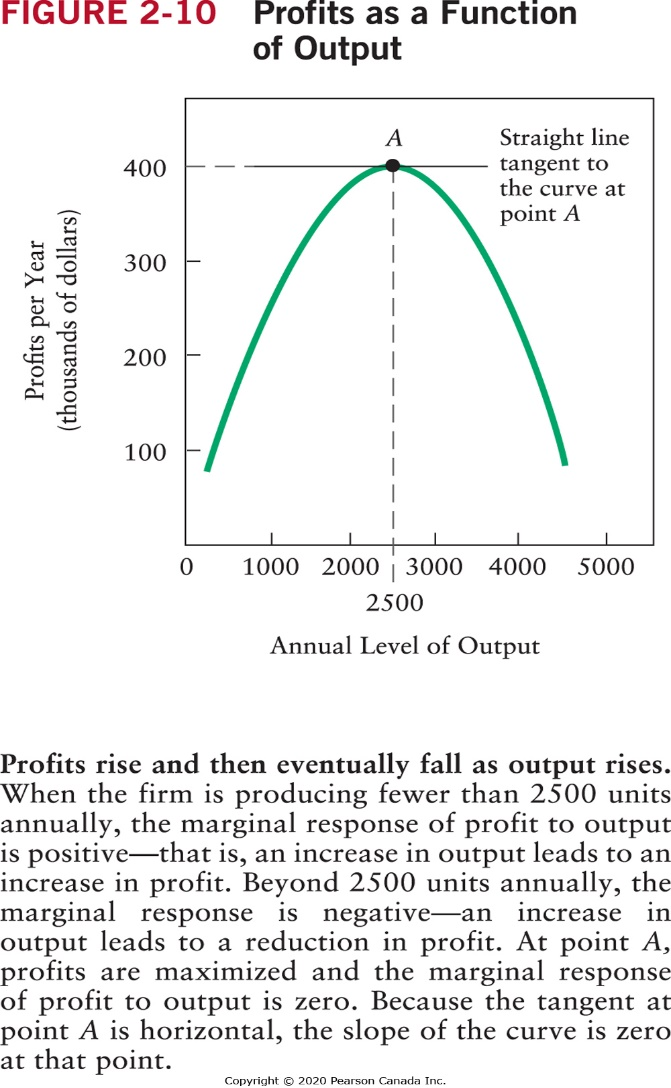 FIGURE 2-10 Profits as a Function
of Output
A
Straight line
tangent to
the curve at
point A
400
300
200
100
Profits per Year
(thousands of dollars)
0 1000 2000 3000 4000 5000
2500
Annual Level of Output
Profits rise and then eventually fall as output rises.
When the firm is producing fewer than 2500 units
annually, the marginal response of profit to output
is positive—that is, an increase in output leads to an
increase in profit. Beyond 2500 units annually, the
marginal response is negative—an increase in
output leads to a reduction in profit. At point A,
profits are maximized and the marginal response
of profit to output is zero. Because the tangent at
point A is horizontal, the slope of the curve is zero
at that point.
Copyright © 2020 Pearson Canada Inc.